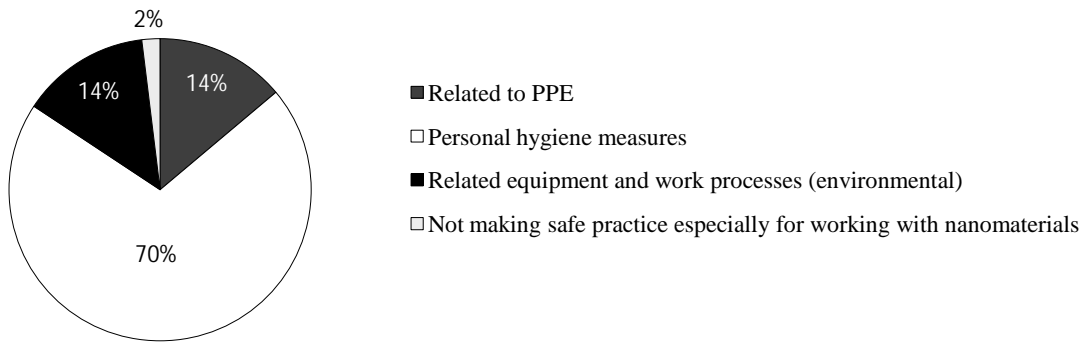 2%
14%
14%
70%
Related to PPE
Personal hygiene measures
Related equipment and work processes (environmental)
Not making safe practice especially for working with nanomaterials